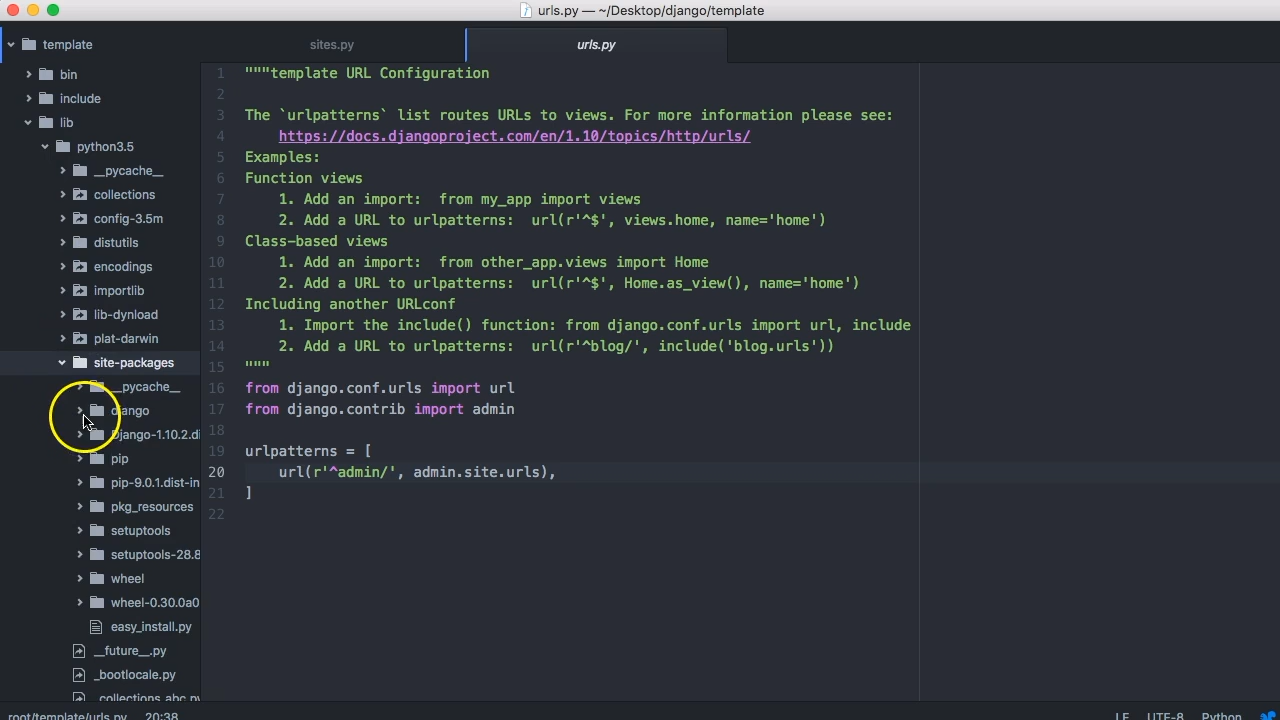 urls.py — ~/Desktop/django/template
template
bin
include
lib
python3.5
__pycache__
collections
config-3.5m
distutils
encodings
importlib
lib-dynload
plat-darwin
site-packages
__pycache__
django
Django-1.10.2.di
pip
pip-9.0.1.dist-in
pkg_resources
setuptools
setuptools-28.8
wheel
wheel-0.30.0a0
easy_install.py
__future__.py
_bootlocale.py
_collections_abc.py
sites.py
urls.py
1 """template URL Configuration
2
3 The `urlpatterns` list routes URLs to views. For more information please see:
4 https://docs.djangoproject.com/en/1.10/topics/http/urls/
5 Examples:
6 Function views
7 1. Add an import:  from my_app import views
8 2. Add a URL to urlpatterns:  url(r'^$', views.home, name='home')
9 Class-based views
10 1. Add an import:  from other_app.views import Home
11 2. Add a URL to urlpatterns:  url(r'^$', Home.as_view(), name='home')
12 Including another URLconf
13 1. Import the include() function: from django.conf.urls import url, include
14 2. Add a URL to urlpatterns:  url(r'^blog/', include('blog.urls'))
15 """
16 from django.conf.urls import url
17 from django.contrib import admin
18
19 urlpatterns = [
20 url(r'^admin/', admin.site.urls),
21 ]
22
root/template/urls.py 20:38
LF UTF-8 Python